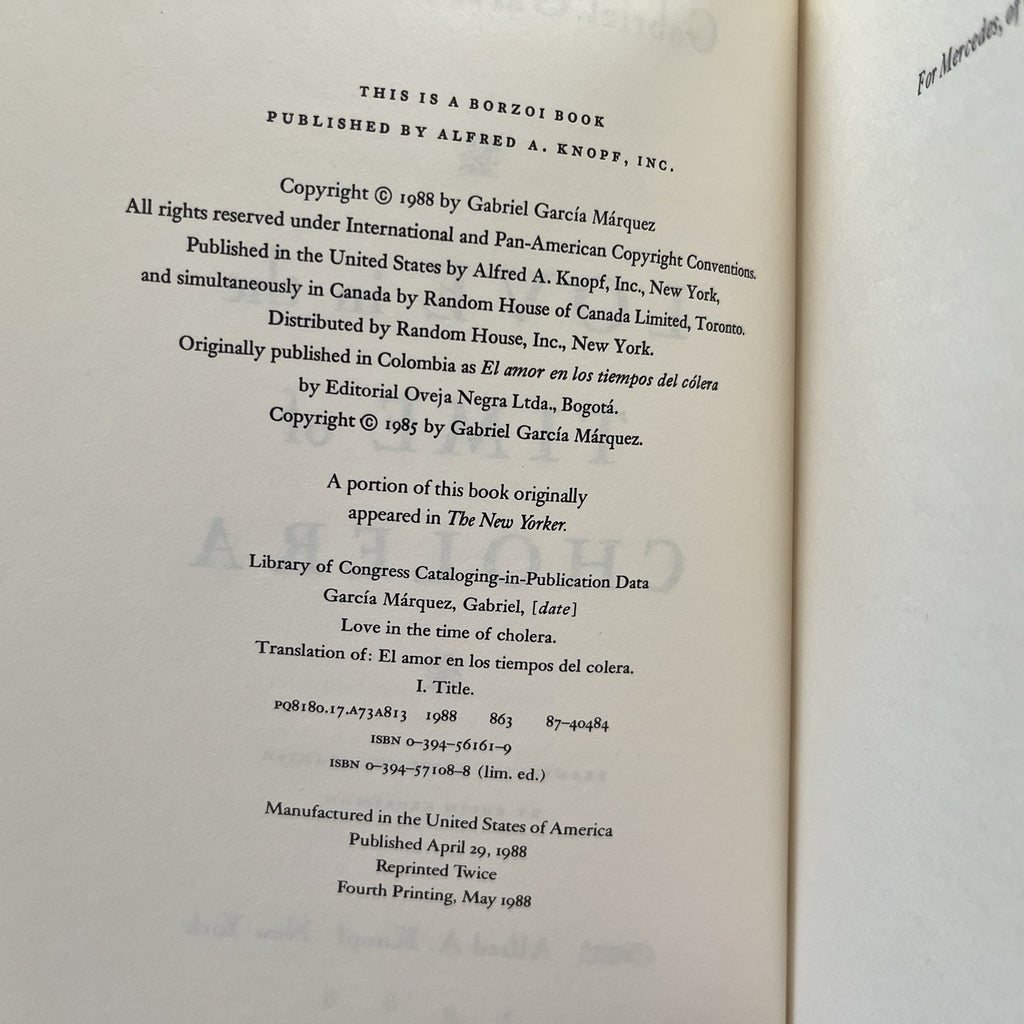 THIS IS A BORZOI BOOK
PUBLISHED BY ALFRED A. KNOPF, INC.
Copyright © 1988 by Gabriel García Márquez
All rights reserved under International and Pan-American Copyright Conventions.
Published in the United States by Alfred A. Knopf, Inc., New York,
and simultaneously in Canada by Random House of Canada Limited, Toronto.
Distributed by Random House, Inc., New York.
Originally published in Colombia as El amor en los tiempos del cólera
by Editorial Oveja Negra Ltda., Bogotá.
Copyright © 1985 by Gabriel García Márquez.
A portion of this book originally
appeared in The New Yorker.
Library of Congress Cataloging-in-Publication Data
García Márquez, Gabriel, [date]
Love in the time of cholera.
Translation of: El amor en los tiempos del colera.
I. Title.
PQ8180.17.A73A813 1988 863 87–40484
ISBN 0–394–56161–9
ISBN 0–394–57108–8 (lim. ed.)
Manufactured in the United States of America
Published April 29, 1988
Reprinted Twice
Fourth Printing, May 1988
For Mercedes, of